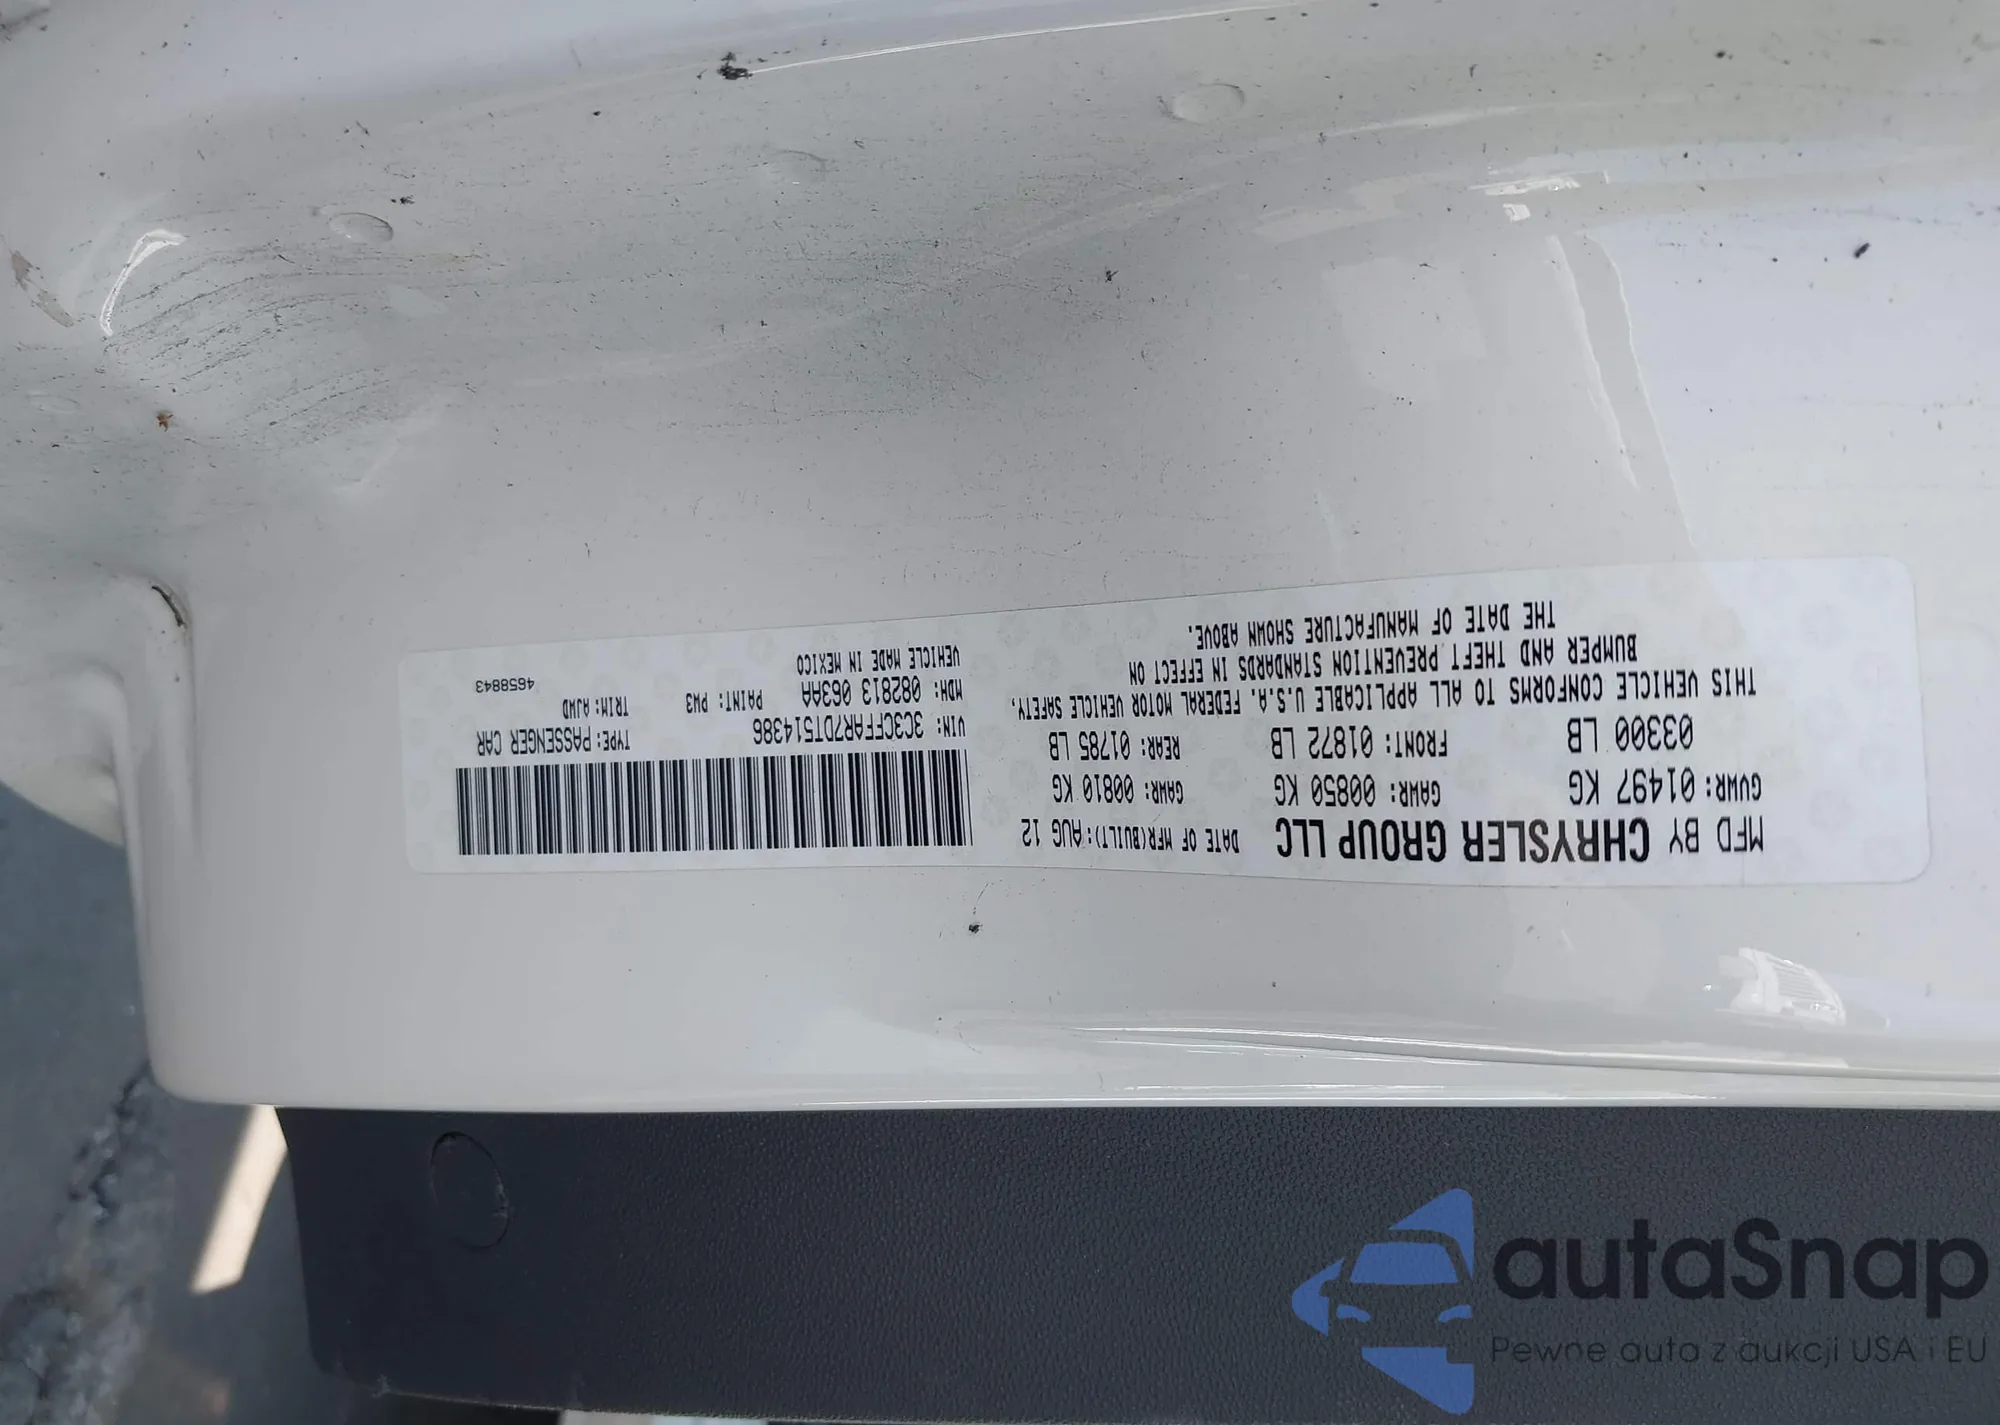 MFD BY CHRYSLER GROUP LLC DATE OF MFR(BUILT): AUG 12
GVWR: 01497 KG GAWR: 00850 KG GAWR: 00810 KG
03300 LB FRONT: 01872 LB REAR: 01785 LB
THIS VEHICLE CONFORMS TO ALL APPLICABLE U.S.A. FEDERAL MOTOR VEHICLE SAFETY,
BUMPER AND THEFT PREVENTION STANDARDS IN EFFECT ON
THE DATE OF MANUFACTURE SHOWN ABOVE.
VIN: 3C3CFFAR7DT514386 TYPE: PASSENGER CAR
MDH: 082813 063AA PAINT: PW3 TRIM: AJWD
VEHICLE MADE IN MEXICO 4658843
autaSnap
Pewne auta z aukcji USA i EU